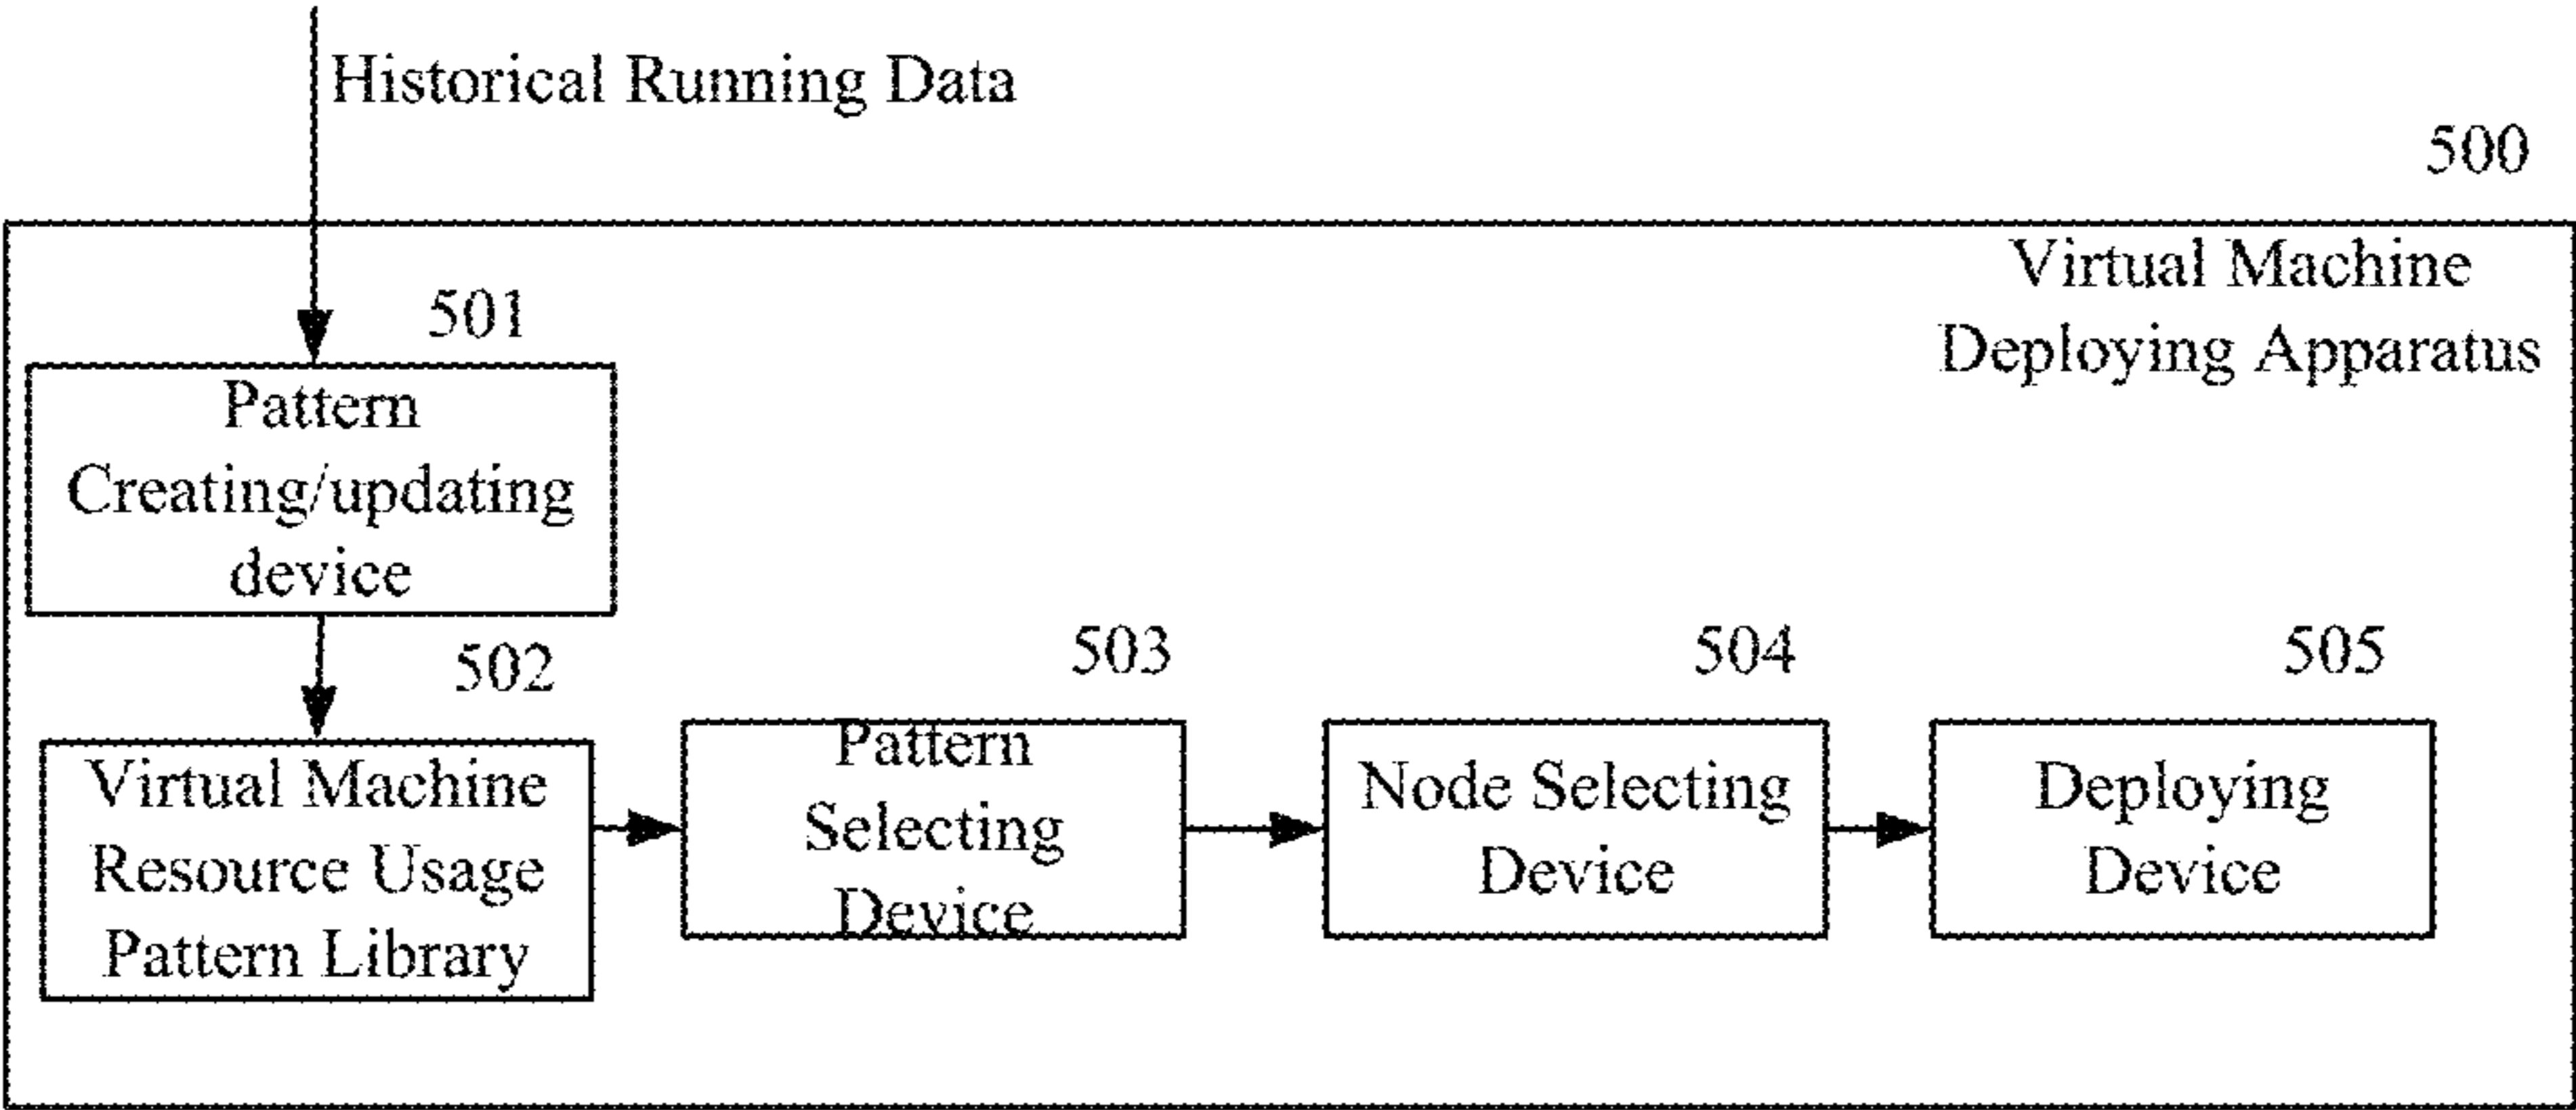 Historical Running Data
500
Virtual Machine
Deploying Apparatus
501
Pattern
Creating/updating
device
502
Virtual Machine
Resource Usage
Pattern Library
503
Pattern
Selecting
Device
504
Node Selecting
Device
505
Deploying
Device